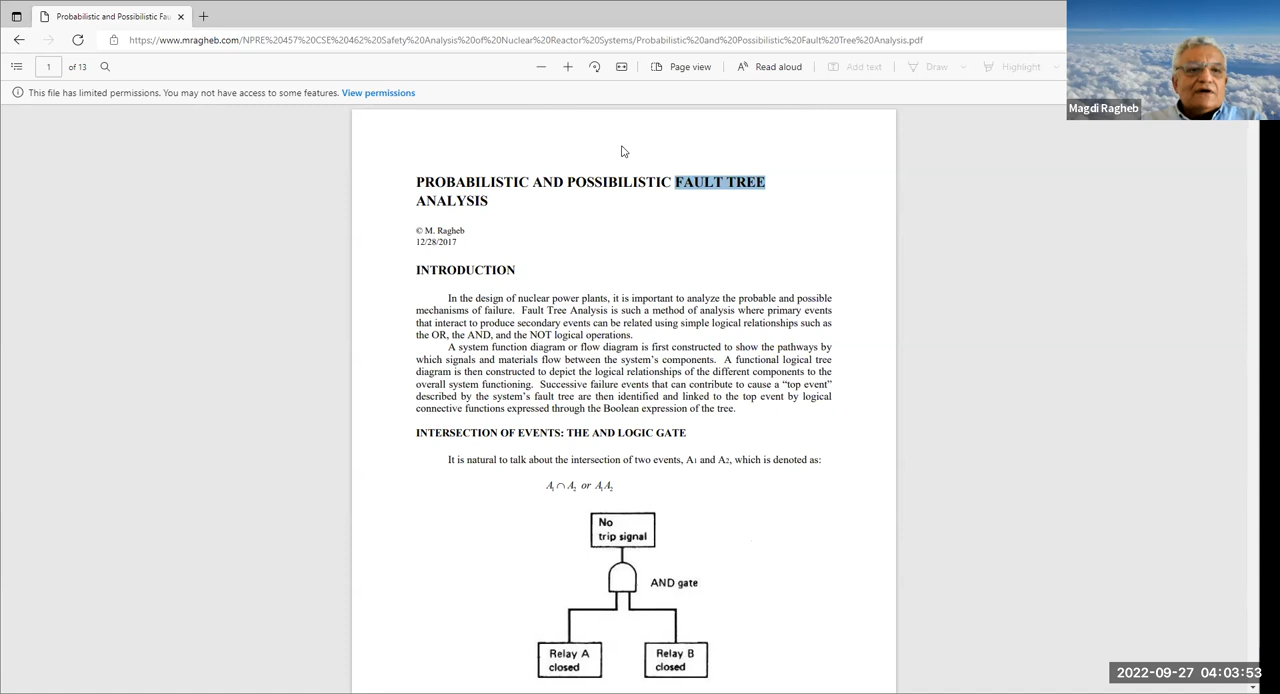 Probabilistic and Possibilistic Fau
https://www.mragheb.com/NPRE%20457%20CSE%20462%20Safety%20Analysis%20of%20Nuclear%20Reactor%20Systems/Probabilistic%20and%20Possibilistic%20Fault%20Tree%20Analysis.pdf
1 of 13 Page view Read aloud Add text Draw Highlight
This file has limited permissions. You may not have access to some features. View permissions
Magdi Ragheb
PROBABILISTIC AND POSSIBILISTIC FAULT TREE
ANALYSIS
© M. Ragheb
12/28/2017
INTRODUCTION
In the design of nuclear power plants, it is important to analyze the probable and possible
mechanisms of failure. Fault Tree Analysis is such a method of analysis where primary events
that interact to produce secondary events can be related using simple logical relationships such as
the OR, the AND, and the NOT logical operations.
A system function diagram or flow diagram is first constructed to show the pathways by
which signals and materials flow between the system's components. A functional logical tree
diagram is then constructed to depict the logical relationships of the different components to the
overall system functioning. Successive failure events that can contribute to cause a “top event”
described by the system's fault tree are then identified and linked to the top event by logical
connective functions expressed through the Boolean expression of the tree.
INTERSECTION OF EVENTS: THE AND LOGIC GATE
It is natural to talk about the intersection of two events, A1 and A2, which is denoted as:
A₁ ∩ A₂ or A₁A₂
No
trip signal
AND gate
Relay A
closed
Relay B
closed
2022-09-27 04:03:53